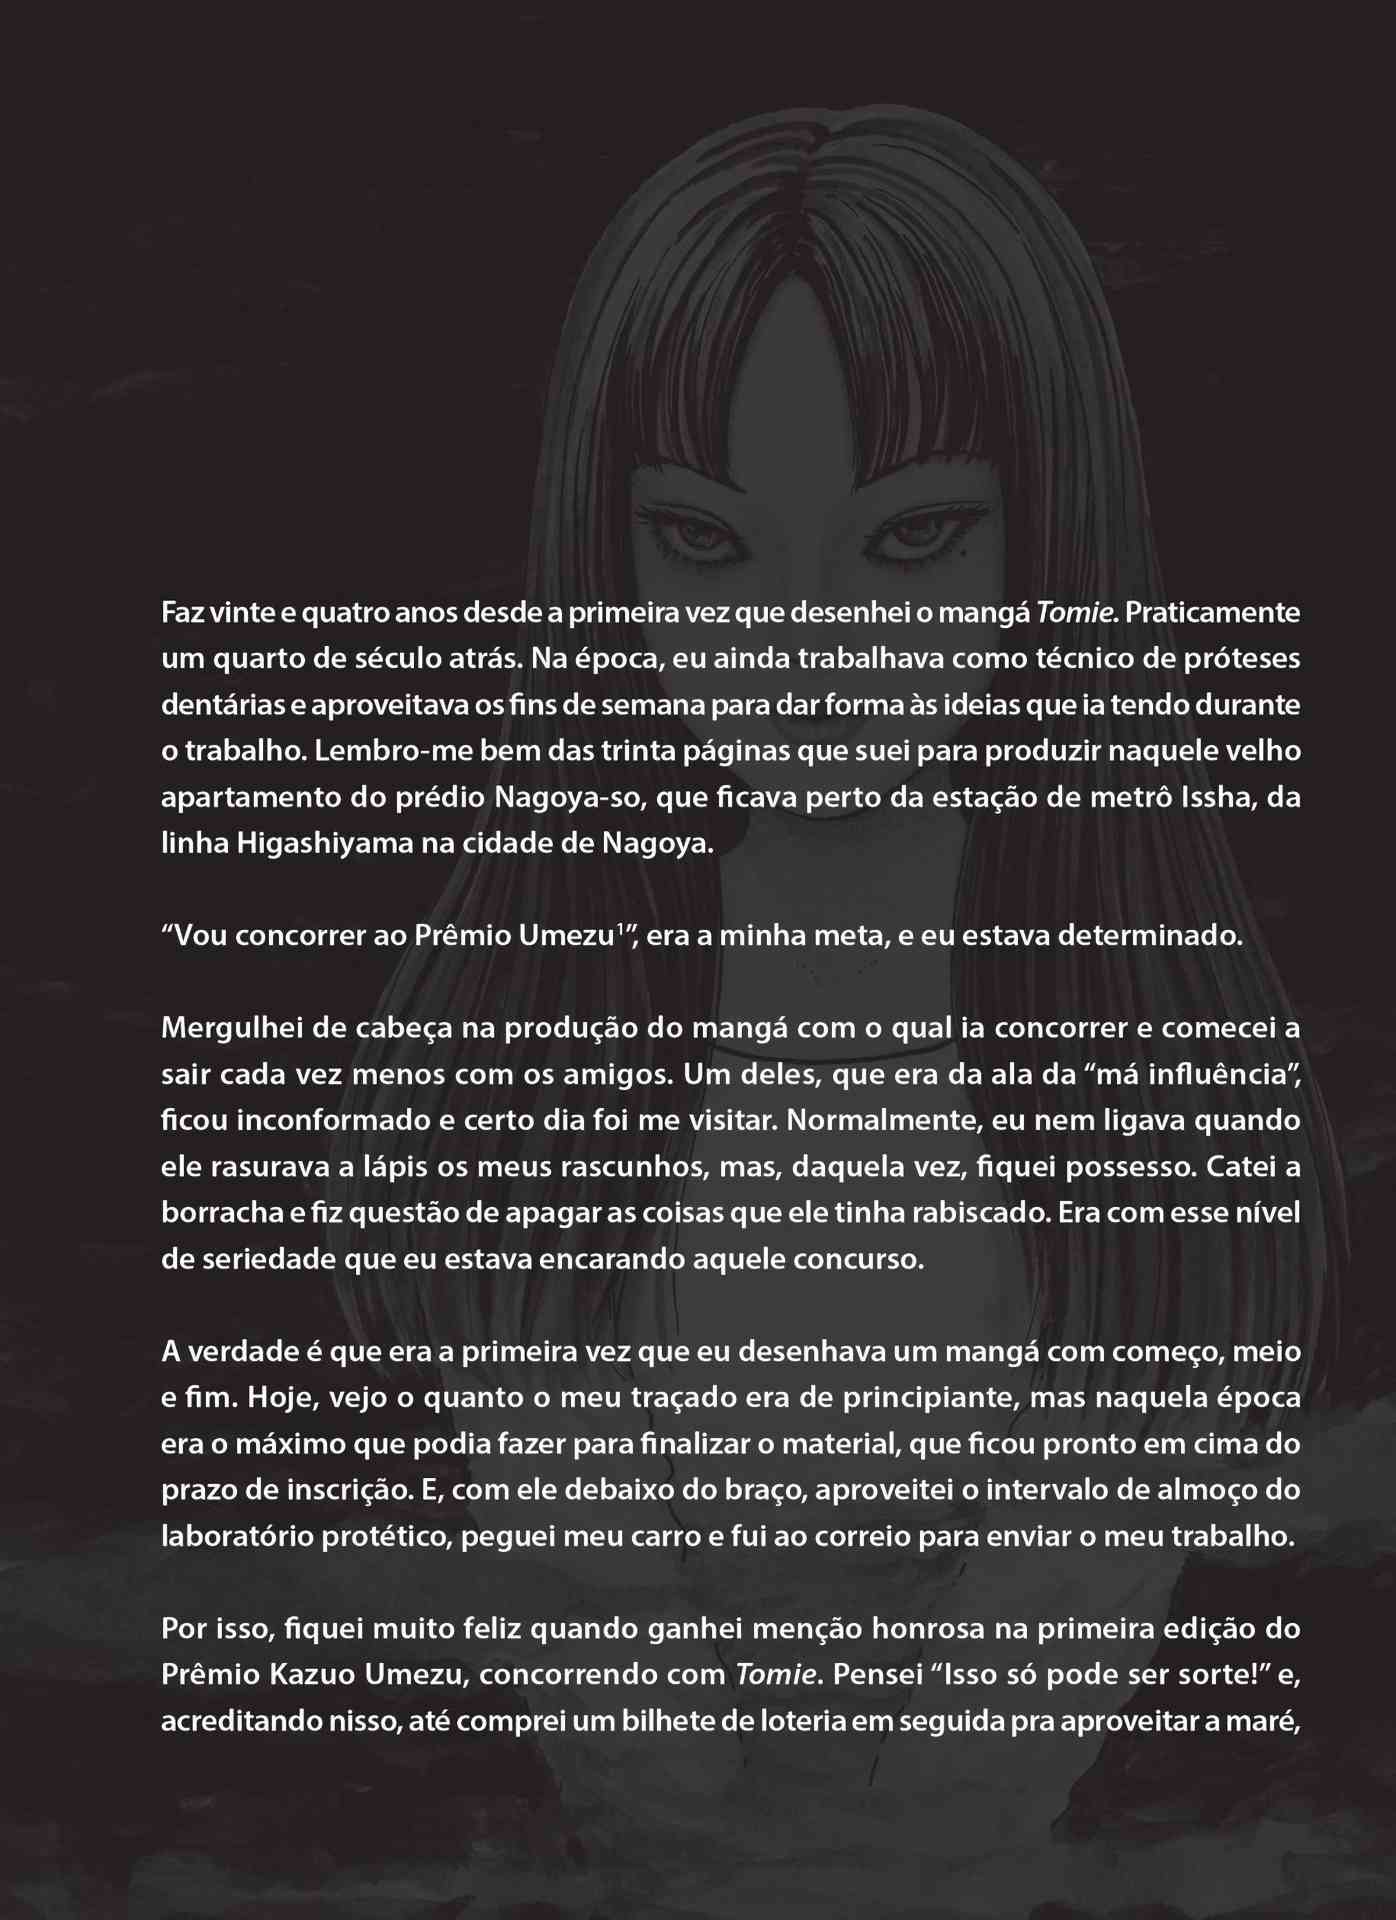 Faz vinte e quatro anos desde a primeira vez que desenhei o mangá Tomie. Praticamente
um quarto de século atrás. Na época, eu ainda trabalhava como técnico de próteses
dentárias e aproveitava os fins de semana para dar forma às ideias que ia tendo durante
o trabalho. Lembro-me bem das trinta páginas que suei para produzir naquele velho
apartamento do prédio Nagoya-so, que ficava perto da estação de metrô Issha, da
linha Higashiyama na cidade de Nagoya.
“Vou concorrer ao Prêmio Umezu¹”, era a minha meta, e eu estava determinado.
Mergulhei de cabeça na produção do mangá com o qual ia concorrer e comecei a
sair cada vez menos com os amigos. Um deles, que era da ala da “má influência”,
ficou inconformado e certo dia foi me visitar. Normalmente, eu nem ligava quando
ele rasurava a lápis os meus rascunhos, mas, daquela vez, fiquei possesso. Catei a
borracha e fiz questão de apagar as coisas que ele tinha rabiscado. Era com esse nível
de seriedade que eu estava encarando aquele concurso.
A verdade é que era a primeira vez que eu desenhava um mangá com começo, meio
e fim. Hoje, vejo o quanto o meu traçado era de principiante, mas naquela época
era o máximo que podia fazer para finalizar o material, que ficou pronto em cima do
prazo de inscrição. E, com ele debaixo do braço, aproveitei o intervalo de almoço do
laboratório protético, peguei meu carro e fui ao correio para enviar o meu trabalho.
Por isso, fiquei muito feliz quando ganhei menção honrosa na primeira edição do
Prêmio Kazuo Umezu, concorrendo com Tomie. Pensei “Isso só pode ser sorte!” e,
acreditando nisso, até comprei um bilhete de loteria em seguida pra aproveitar a maré,